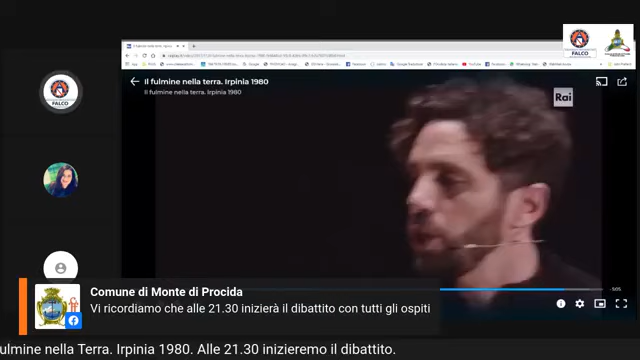 Il fulmine nella terra. Irpinia 1980
Il fulmine nella terra. Irpinia 1980
Rai
FALCO
FALCO
Comune di Monte di Procida
Vi ricordiamo che alle 21.30 inizierà il dibattito con tutti gli ospiti
ulmine nella Terra. Irpinia 1980. Alle 21.30 inizieremo il dibattito.